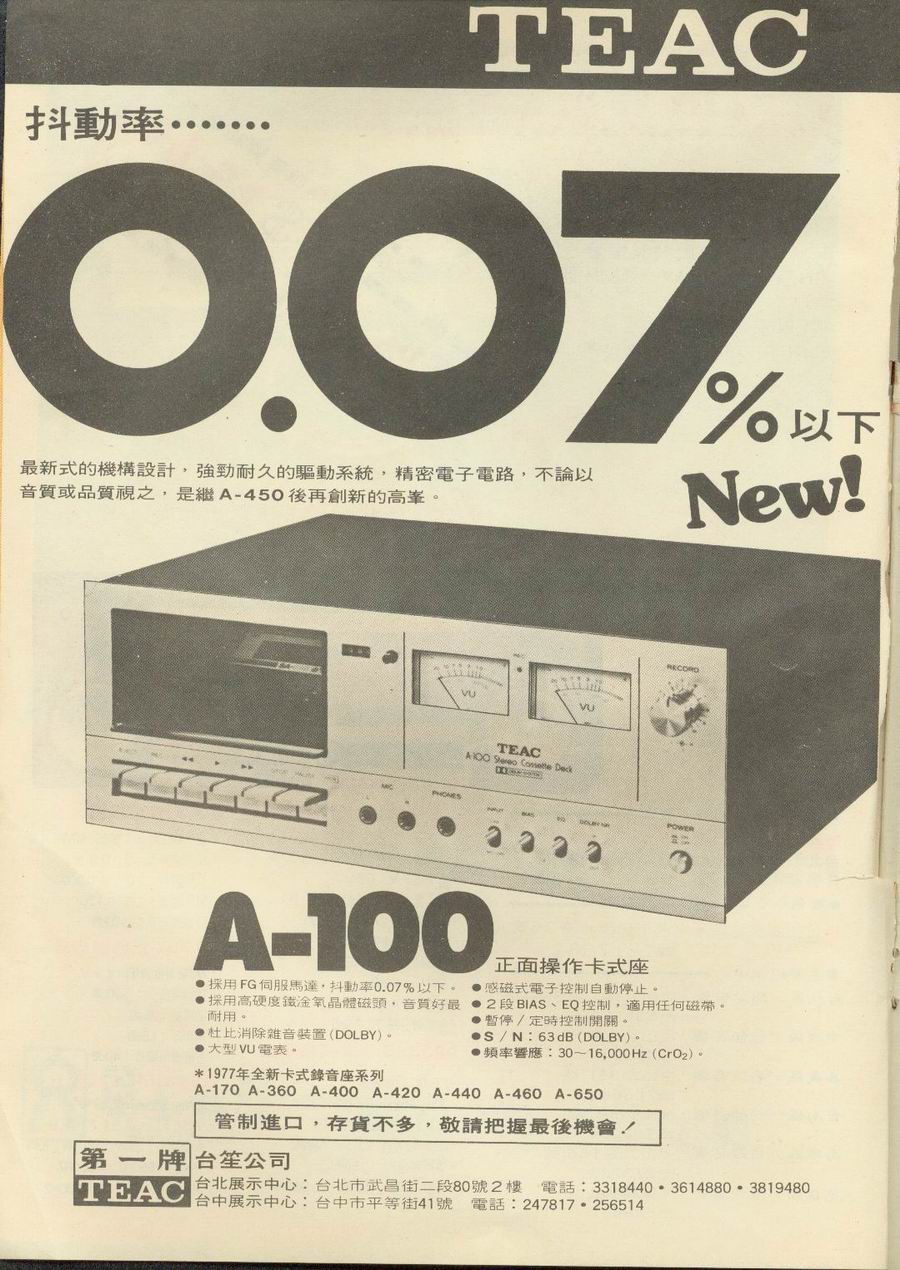 TEAC
抖動率·······
0.07%以下
最新式的機構設計，強勁耐久的驅動系統，精密電子電路，不論以
音質或品質視之，是繼A-450後再創新的高峯。
New!
RECORD
REC
VU
VU
TEAC
A-100 Stereo Cassette Deck
MIC
PHONES
INPUT
BIAS
EQ
DOLBY NR
POWER
A-100
正面操作卡式座
●採用FG伺服馬達，抖動率0.07%以下。
●採用高硬度鐵淦氧晶體磁頭，音質好最
耐用。
●杜比消除雜音裝置(DOLBY)。
●大型VU電表。
●感磁式電子控制自動停止。
●2段BIAS、EQ控制，適用任何磁帶。
●暫停／定時控制開關。
●S／N：63dB(DOLBY)。
●頻率響應：30～16,000Hz(CrO₂)。
＊1977年全新卡式錄音座系列
A-170 A-360 A-400 A-420 A-440 A-460 A-650
管制進口，存貨不多，敬請把握最後機會！
第一牌
TEAC
台笙公司
台北展示中心：台北市武昌街二段80號2樓 電話：3318440·3614880·3819480
台中展示中心：台中市平等街41號 電話：247817·256514